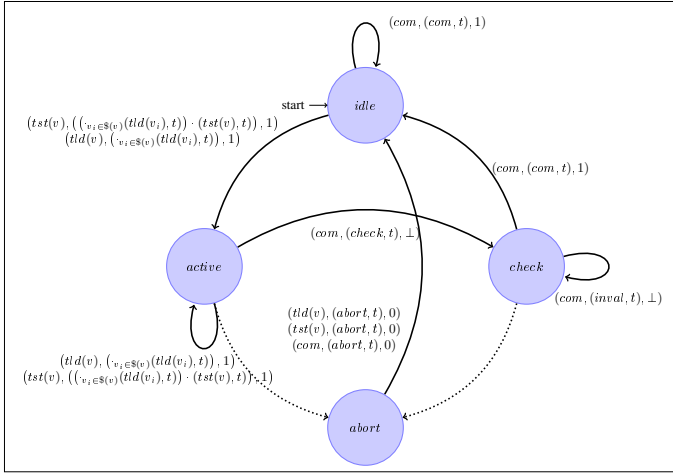 (com, (com, t), 1)
start
idle
(tst(v), ((·_{v_i∈$(v)}(tld(v_i), t)) · (tst(v), t)), 1)
(tld(v), (·_{v_i∈$(v)}(tld(v_i), t)), 1)
(com, (com, t), 1)
(com, (check, t), ⊥)
active
check
(com, (inval, t), ⊥)
(tld(v), (abort, t), 0)
(tst(v), (abort, t), 0)
(com, (abort, t), 0)
(tld(v), (·_{v_i∈$(v)}(tld(v_i), t)), 1)
(tst(v), ((·_{v_i∈$(v)}(tld(v_i), t)) · (tst(v), t)), 1)
abort